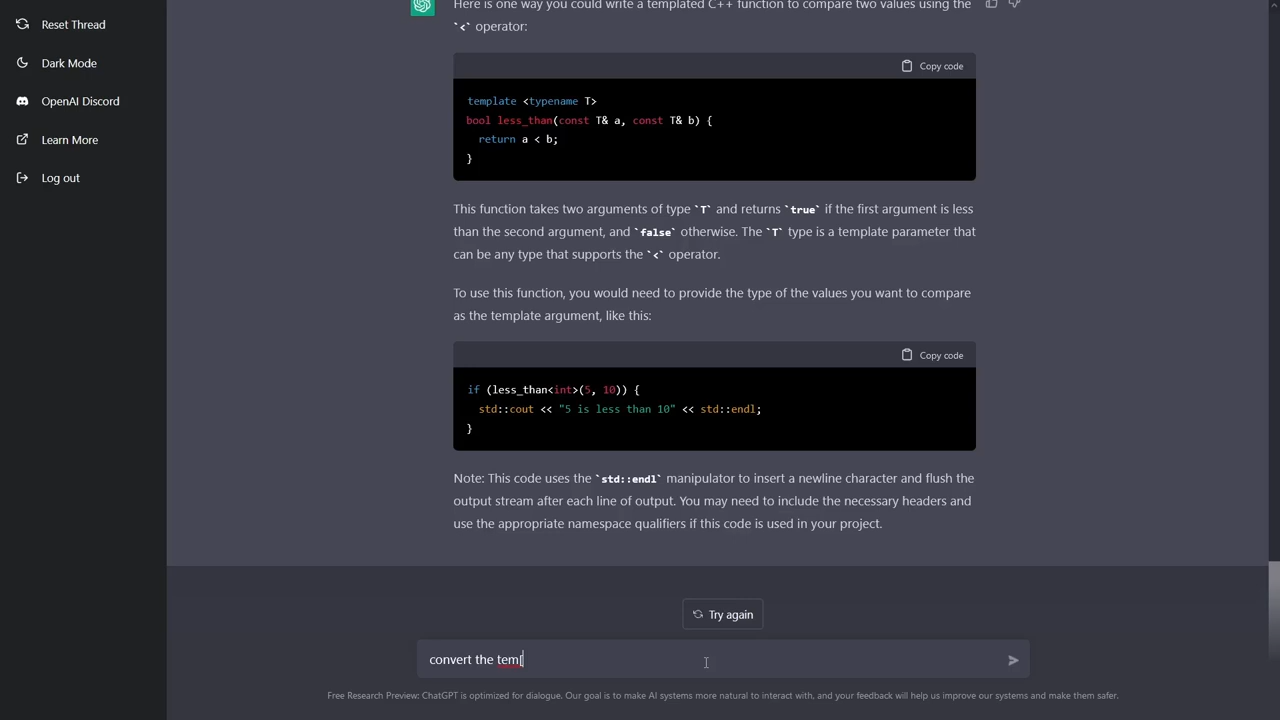 Reset Thread
Dark Mode
OpenAI Discord
Learn More
Log out
Here is one way you could write a templated C++ function to compare two values using the
`<` operator:
Copy code
template <typename T>
bool less_than(const T& a, const T& b) {
return a < b;
}
This function takes two arguments of type `T` and returns `true` if the first argument is less
than the second argument, and `false` otherwise. The `T` type is a template parameter that
can be any type that supports the `<` operator.
To use this function, you would need to provide the type of the values you want to compare
as the template argument, like this:
Copy code
if (less_than<int>(5, 10)) {
std::cout << "5 is less than 10" << std::endl;
}
Note: This code uses the `std::endl` manipulator to insert a newline character and flush the
output stream after each line of output. You may need to include the necessary headers and
use the appropriate namespace qualifiers if this code is used in your project.
Try again
convert the tem
Free Research Preview: ChatGPT is optimized for dialogue. Our goal is to make AI systems more natural to interact with, and your feedback will help us improve our systems and make them safer.